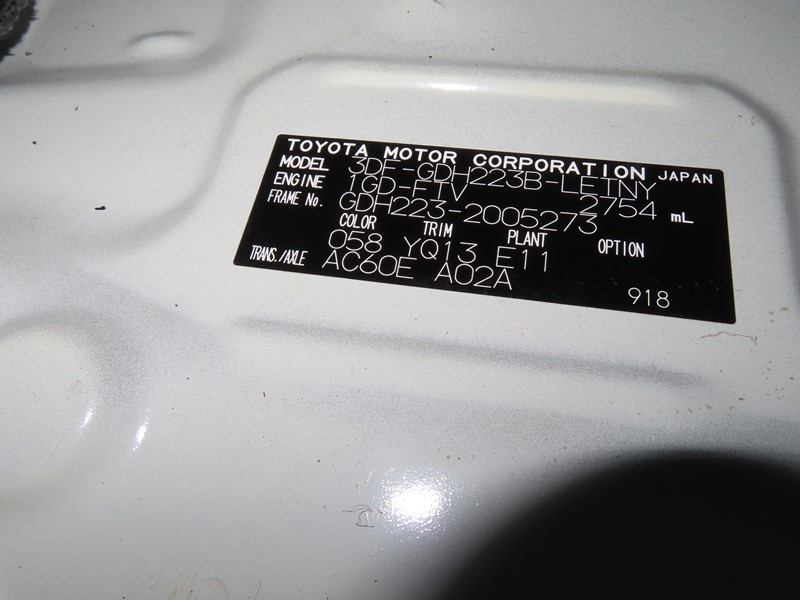 TOYOTA MOTOR CORPORATION JAPAN
MODEL 3DF-GDH223B-LETNY
ENGINE 1GD-FTV 2754 mL
FRAME No. GDH223-2005273
COLOR TRIM PLANT OPTION
058 YQ13 E11
TRANS./AXLE AC60E A02A
918